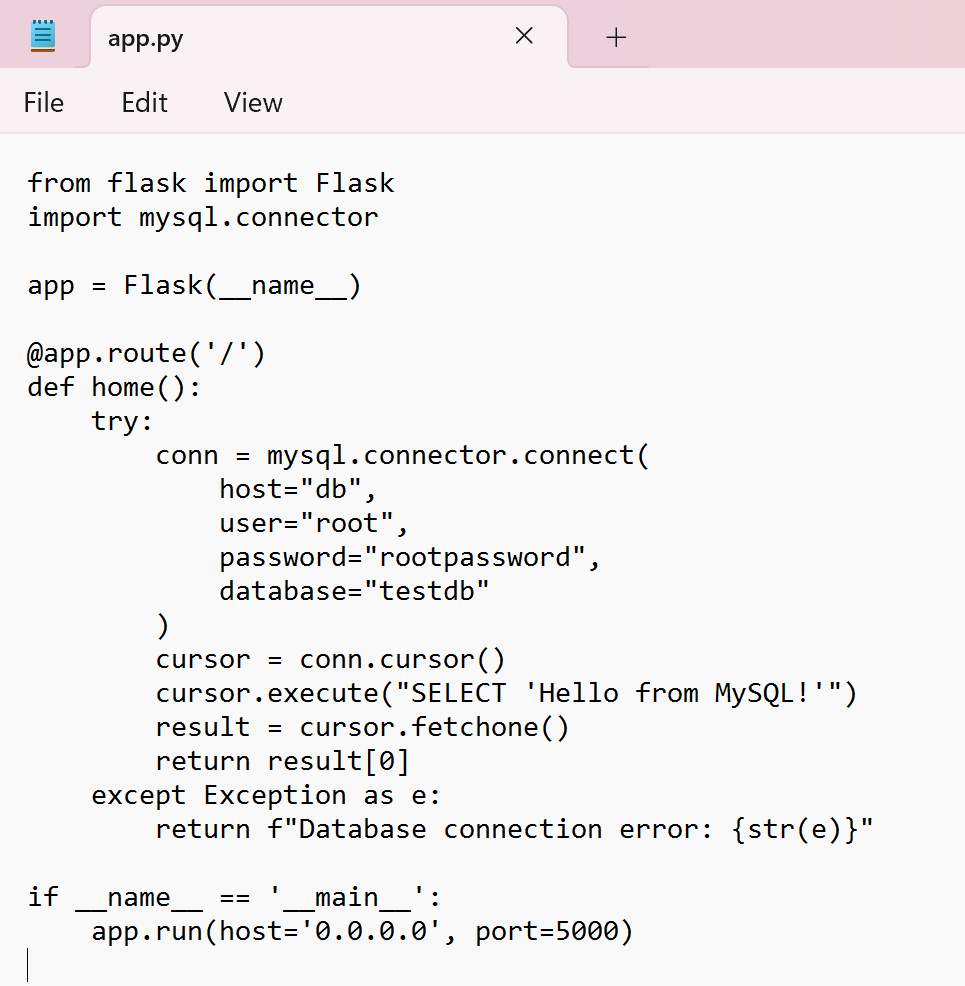 app.py
File Edit View
from flask import Flask
import mysql.connector

app = Flask(__name__)

@app.route('/')
def home():
    try:
        conn = mysql.connector.connect(
            host="db",
            user="root",
            password="rootpassword",
            database="testdb"
        )
        cursor = conn.cursor()
        cursor.execute("SELECT 'Hello from MySQL!'")
        result = cursor.fetchone()
        return result[0]
    except Exception as e:
        return f"Database connection error: {str(e)}"

if __name__ == '__main__':
    app.run(host='0.0.0.0', port=5000)